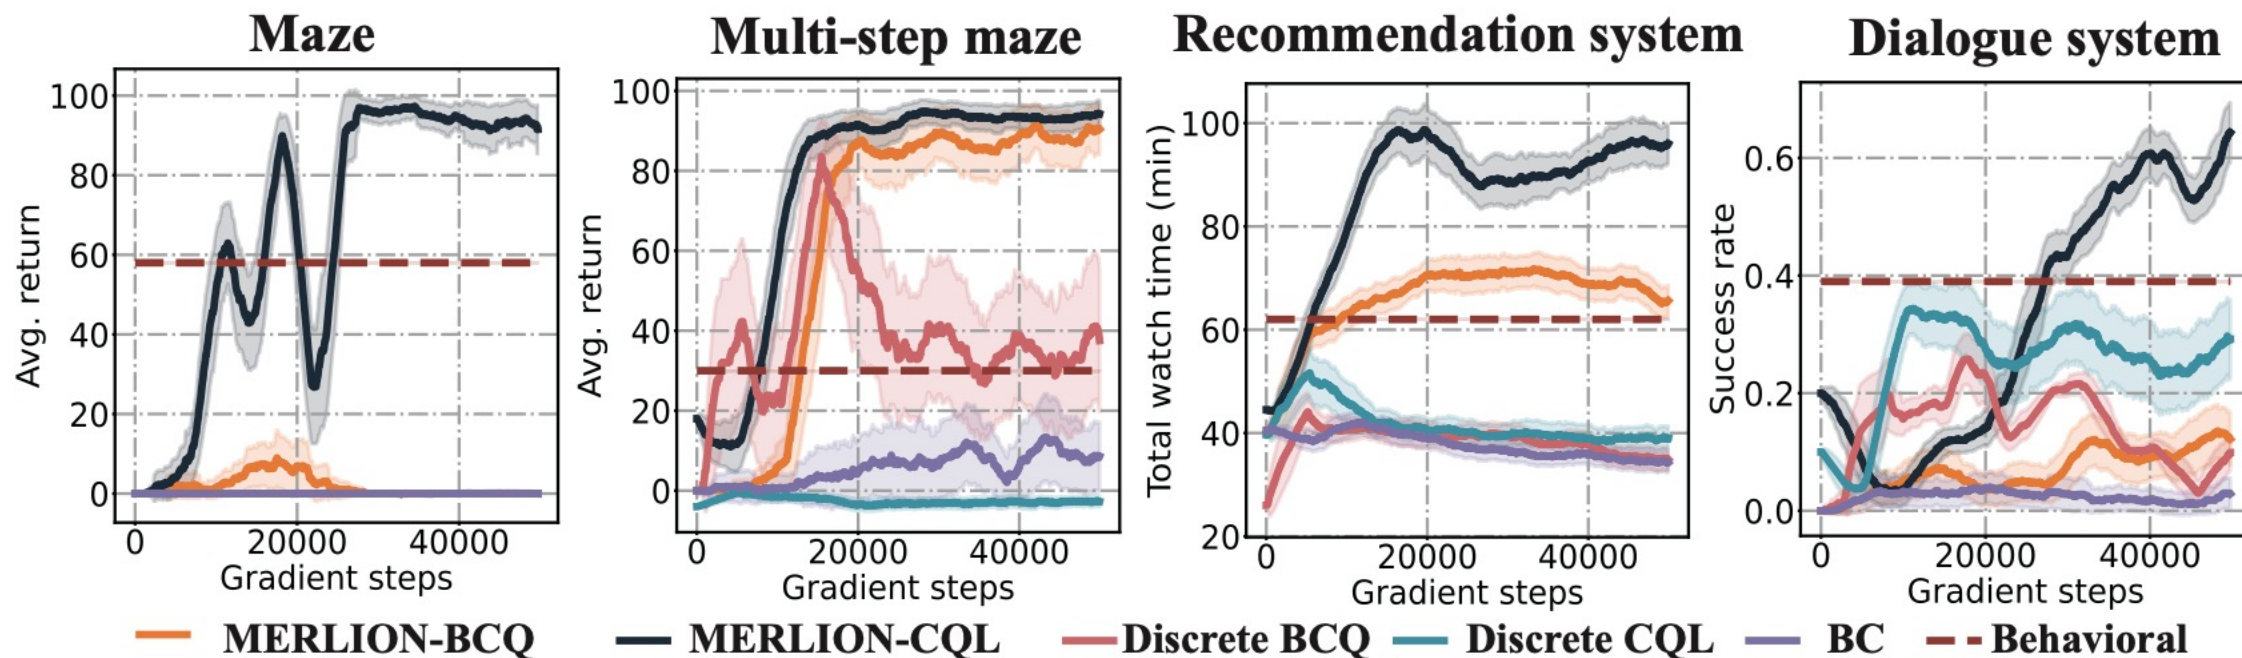 Maze
Avg. return
100
80
60
40
20
0
0 20000 40000
Gradient steps
Multi-step maze
Avg. return
100
80
60
40
20
0
0 20000 40000
Gradient steps
Recommendation system
Total watch time (min)
100
80
60
40
20
0 20000 40000
Gradient steps
Dialogue system
Success rate
0.6
0.4
0.2
0.0
0 20000 40000
Gradient steps
MERLION-BCQ MERLION-CQL Discrete BCQ Discrete CQL BC Behavioral